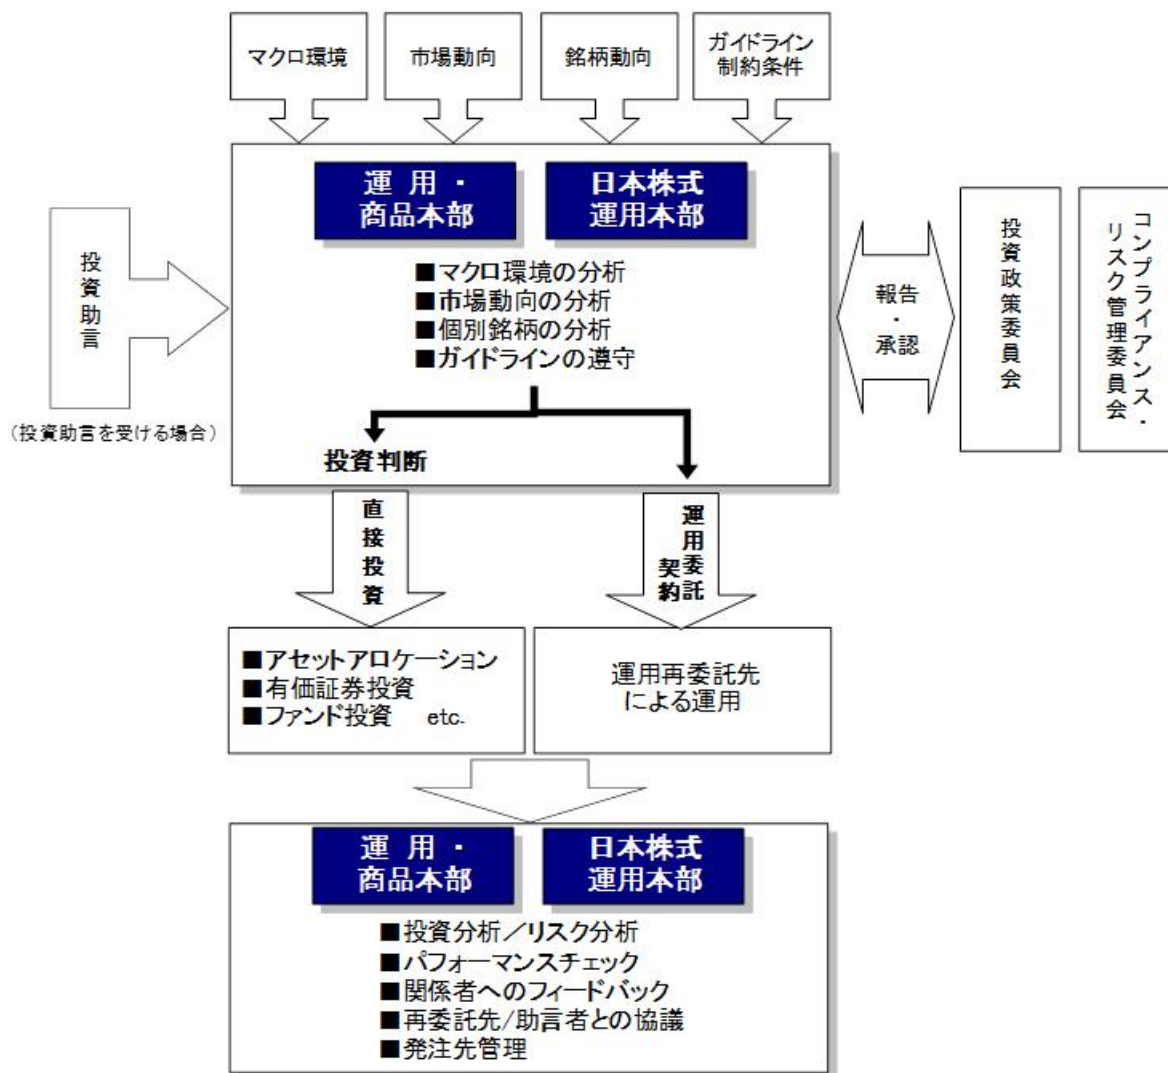 マクロ環境
市場動向
銘柄動向
ガイドライン
制約条件
運 用 ・
商品本部
日本株式
運用本部
投資助言
(投資助言を受ける場合)
■マクロ環境の分析
■市場動向の分析
■個別銘柄の分析
■ガイドラインの遵守
報告
・
承認
投資政策委員会
コンプライアンス・
リスク管理委員会
投資判断
直接投資
運用委託
契約
■アセットアロケーション
■有価証券投資
■ファンド投資 etc.
運用再委託先
による運用
運 用 ・
商品本部
日本株式
運用本部
■投資分析／リスク分析
■パフォーマンスチェック
■関係者へのフィードバック
■再委託先/助言者との協議
■発注先管理